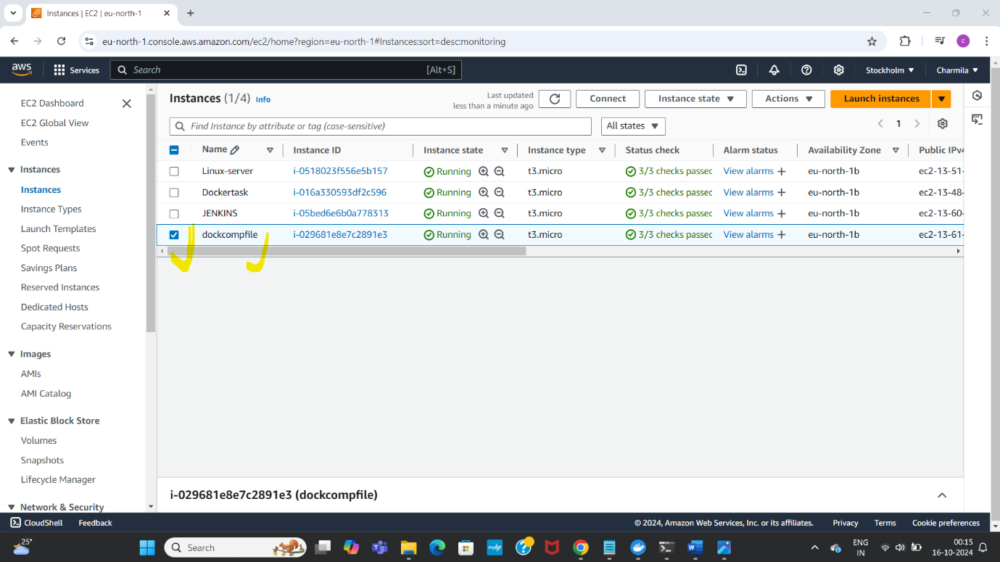 Instances | EC2 | eu-north-1
eu-north-1.console.aws.amazon.com/ec2/home?region=eu-north-1#Instances:sort=desc:monitoring
C
aws
Services
Search
[Alt+S]
Stockholm
Charmila
EC2 Dashboard
EC2 Global View
Events
Instances
Instances
Instance Types
Launch Templates
Spot Requests
Savings Plans
Reserved Instances
Dedicated Hosts
Capacity Reservations
Images
AMIs
AMI Catalog
Elastic Block Store
Volumes
Snapshots
Lifecycle Manager
Network & Security
Instances (1/4) Info
Last updated
less than a minute ago
Connect
Instance state
Actions
Launch instances
Find Instance by attribute or tag (case-sensitive)
All states
1
Name Instance ID Instance state Instance type Status check Alarm status Availability Zone Public IPv4
Linux-server i-0518023f556e5b157 Running t3.micro 3/3 checks passed View alarms + eu-north-1b ec2-13-51-
Dockertask i-016a330593df2c596 Running t3.micro 3/3 checks passed View alarms + eu-north-1b ec2-13-48-
JENKINS i-05bed6e6b0a778313 Running t3.micro 3/3 checks passed View alarms + eu-north-1b ec2-13-60-
dockcompfile i-029681e8e7c2891e3 Running t3.micro 3/3 checks passed View alarms + eu-north-1b ec2-13-61-
i-029681e8e7c2891e3 (dockcompfile)
CloudShell Feedback
© 2024, Amazon Web Services, Inc. or its affiliates. Privacy Terms Cookie preferences
25°
Search
myhp
ENG
IN
00:15
16-10-2024